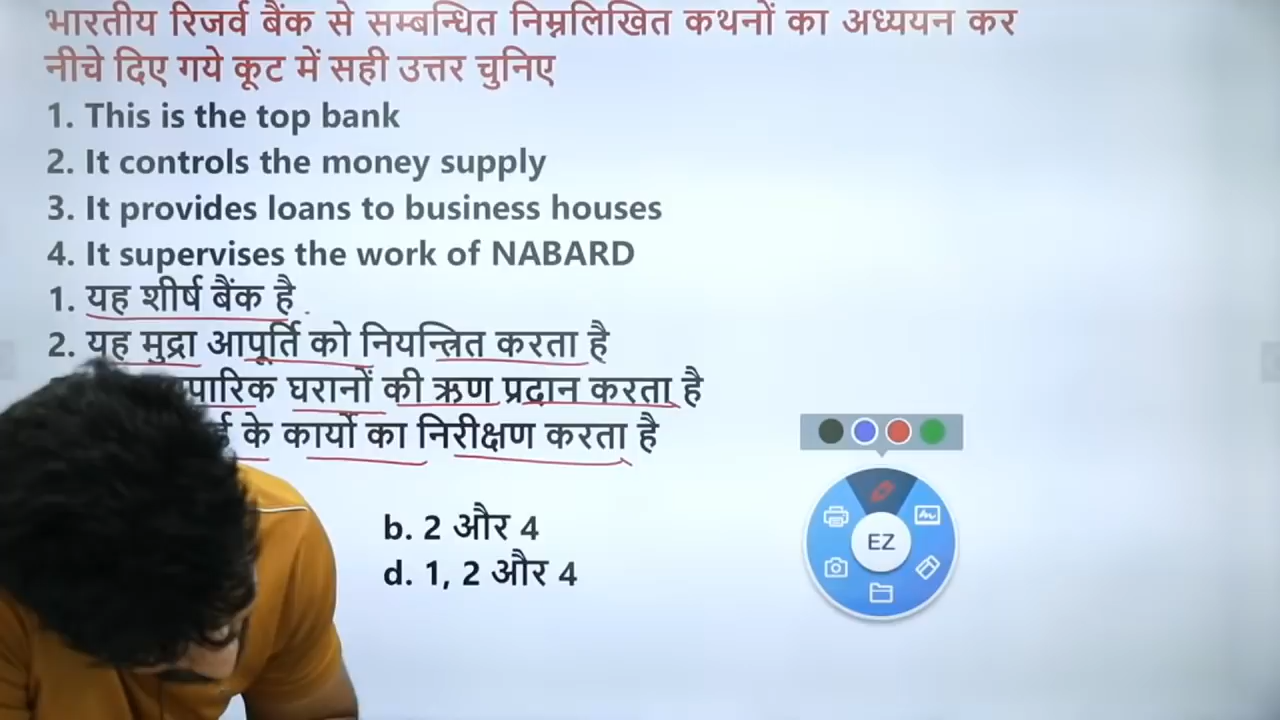 भारतीय रिजर्व बैंक से सम्बन्धित निम्नलिखित कथनों का अध्ययन कर
नीचे दिए गये कूट में सही उत्तर चुनिए
1. This is the top bank
2. It controls the money supply
3. It provides loans to business houses
4. It supervises the work of NABARD
1. यह शीर्ष बैंक है
2. यह मुद्रा आपूर्ति को नियन्त्रित करता है
घरानों की ऋण प्रदान करता है
के कार्यो का निरीक्षण करता है
b. 2 और 4
d. 1, 2 और 4
EZ